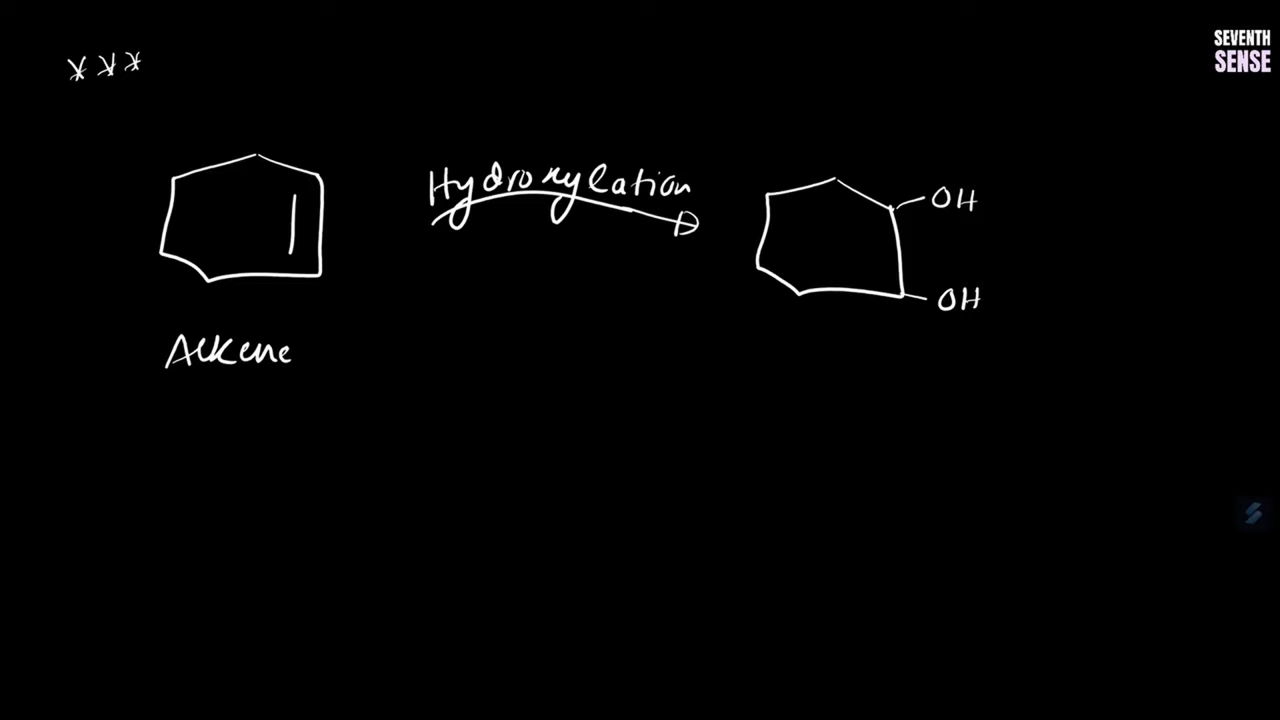 ***
SEVENTH
SENSE
Hydroxylation
OH
OH
Alkene